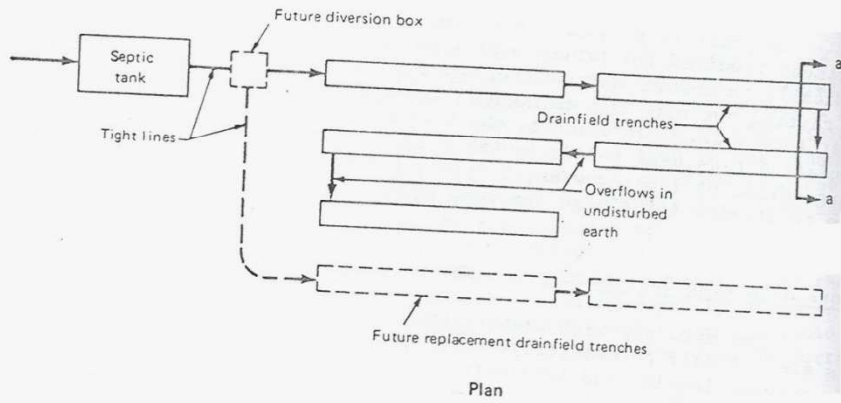 Future diversion box
Septic
tank
a
Tight lines
Drainfield trenches
Overflows in
undisturbed
earth
a
Future replacement drainfield trenches
Plan